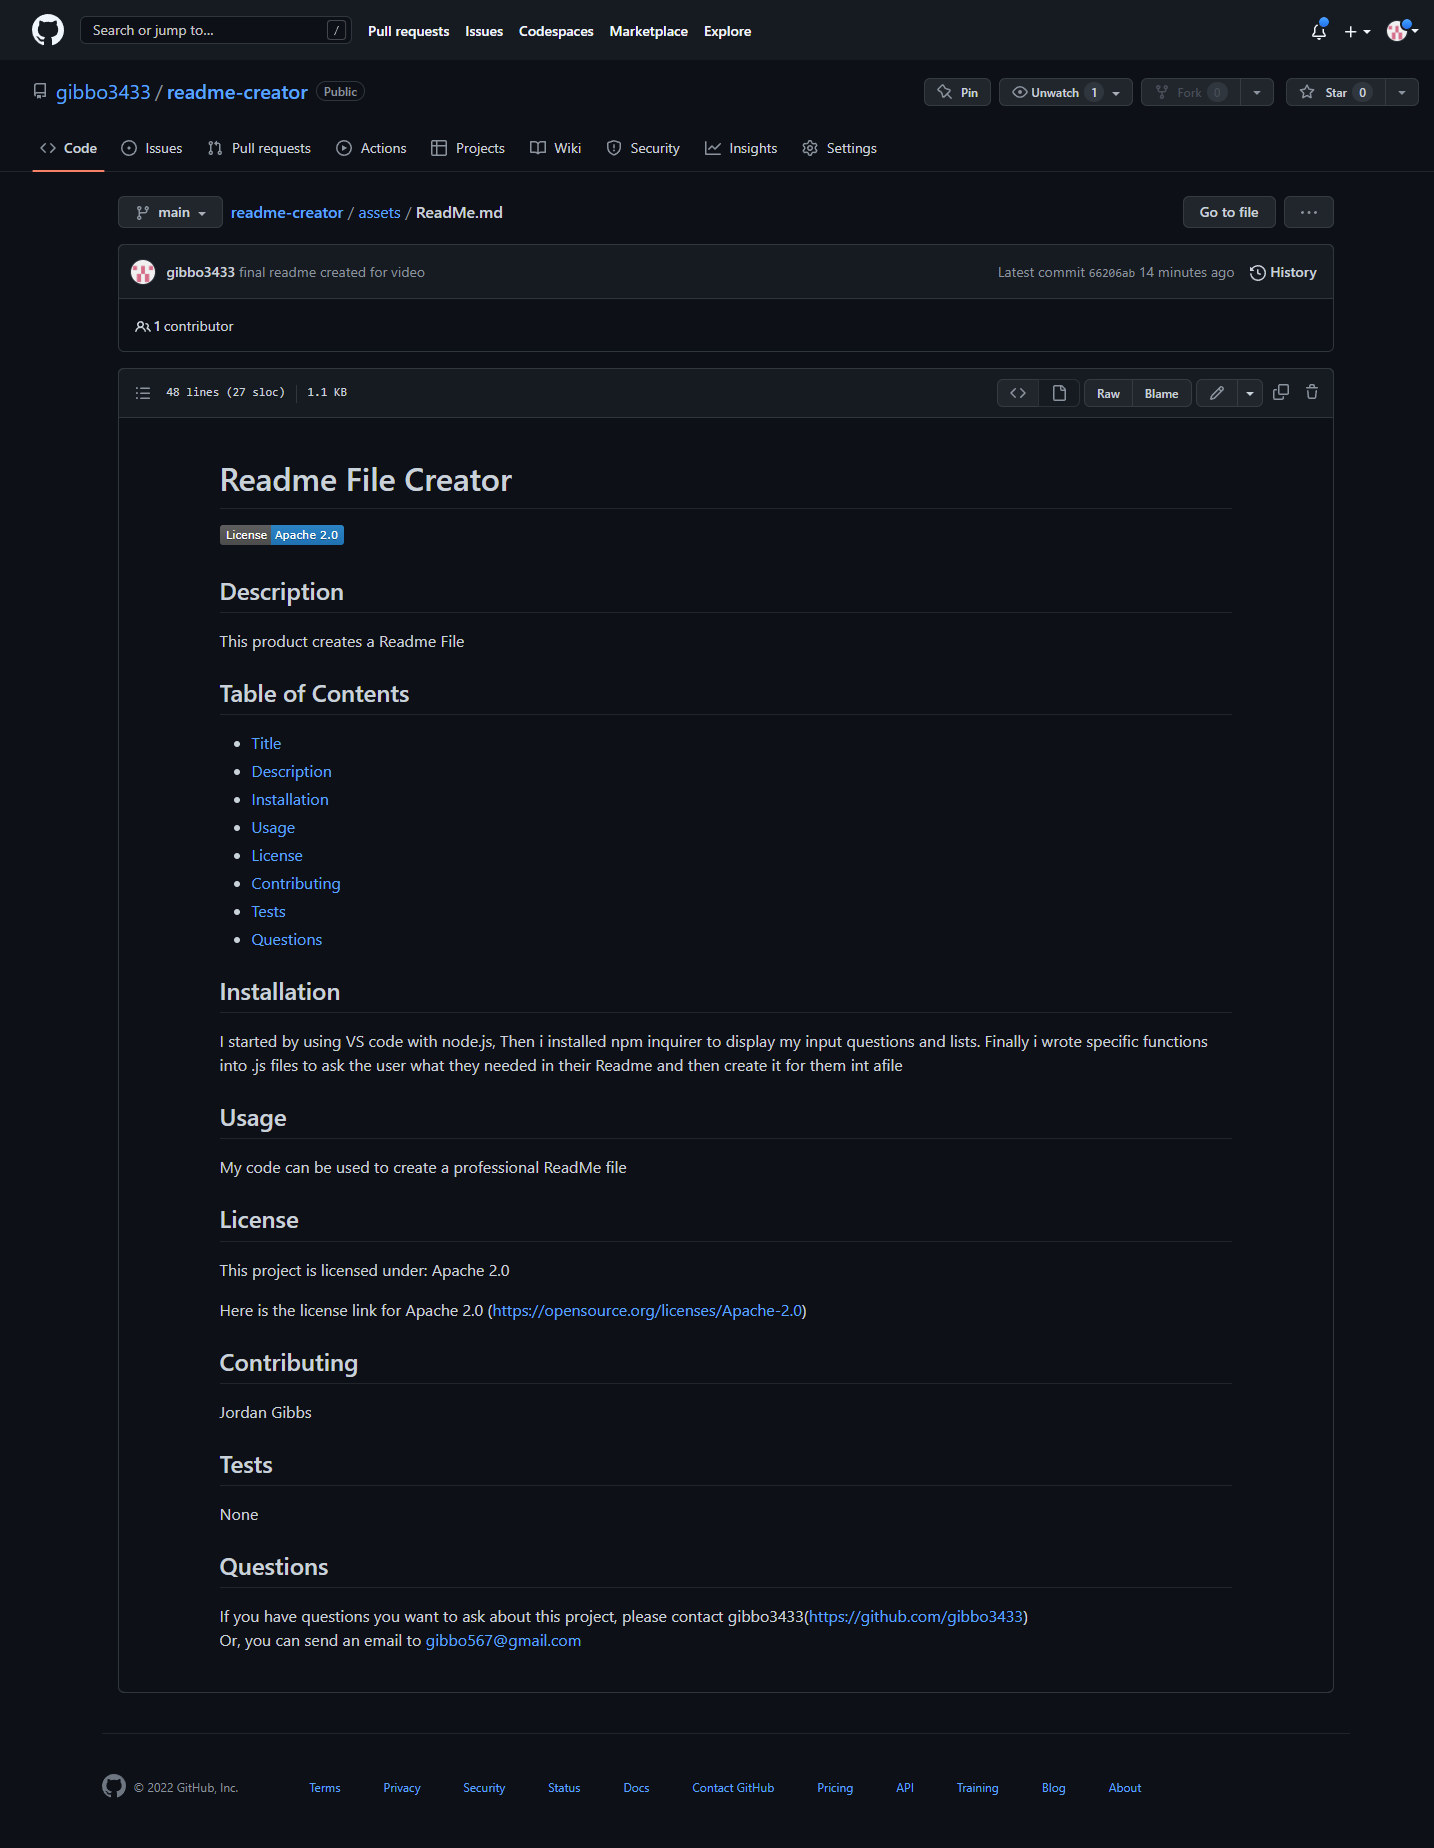 Search or jump to... /
Pull requests Issues Codespaces Marketplace Explore
gibbo3433 / readme-creator Public
Pin Unwatch 1 Fork 0 Star 0
Code Issues Pull requests Actions Projects Wiki Security Insights Settings
main readme-creator / assets / ReadMe.md Go to file ...
gibbo3433 final readme created for video Latest commit 66206ab 14 minutes ago History
1 contributor
48 lines (27 sloc) 1.1 KB Raw Blame
Readme File Creator
License Apache 2.0
Description
This product creates a Readme File
Table of Contents
• Title
• Description
• Installation
• Usage
• License
• Contributing
• Tests
• Questions
Installation
I started by using VS code with node.js, Then i installed npm inquirer to display my input questions and lists. Finally i wrote specific functions
into .js files to ask the user what they needed in their Readme and then create it for them int afile
Usage
My code can be used to create a professional ReadMe file
License
This project is licensed under: Apache 2.0
Here is the license link for Apache 2.0 (https://opensource.org/licenses/Apache-2.0)
Contributing
Jordan Gibbs
Tests
None
Questions
If you have questions you want to ask about this project, please contact gibbo3433(https://github.com/gibbo3433)
Or, you can send an email to gibbo567@gmail.com
© 2022 GitHub, Inc. Terms Privacy Security Status Docs Contact GitHub Pricing API Training Blog About